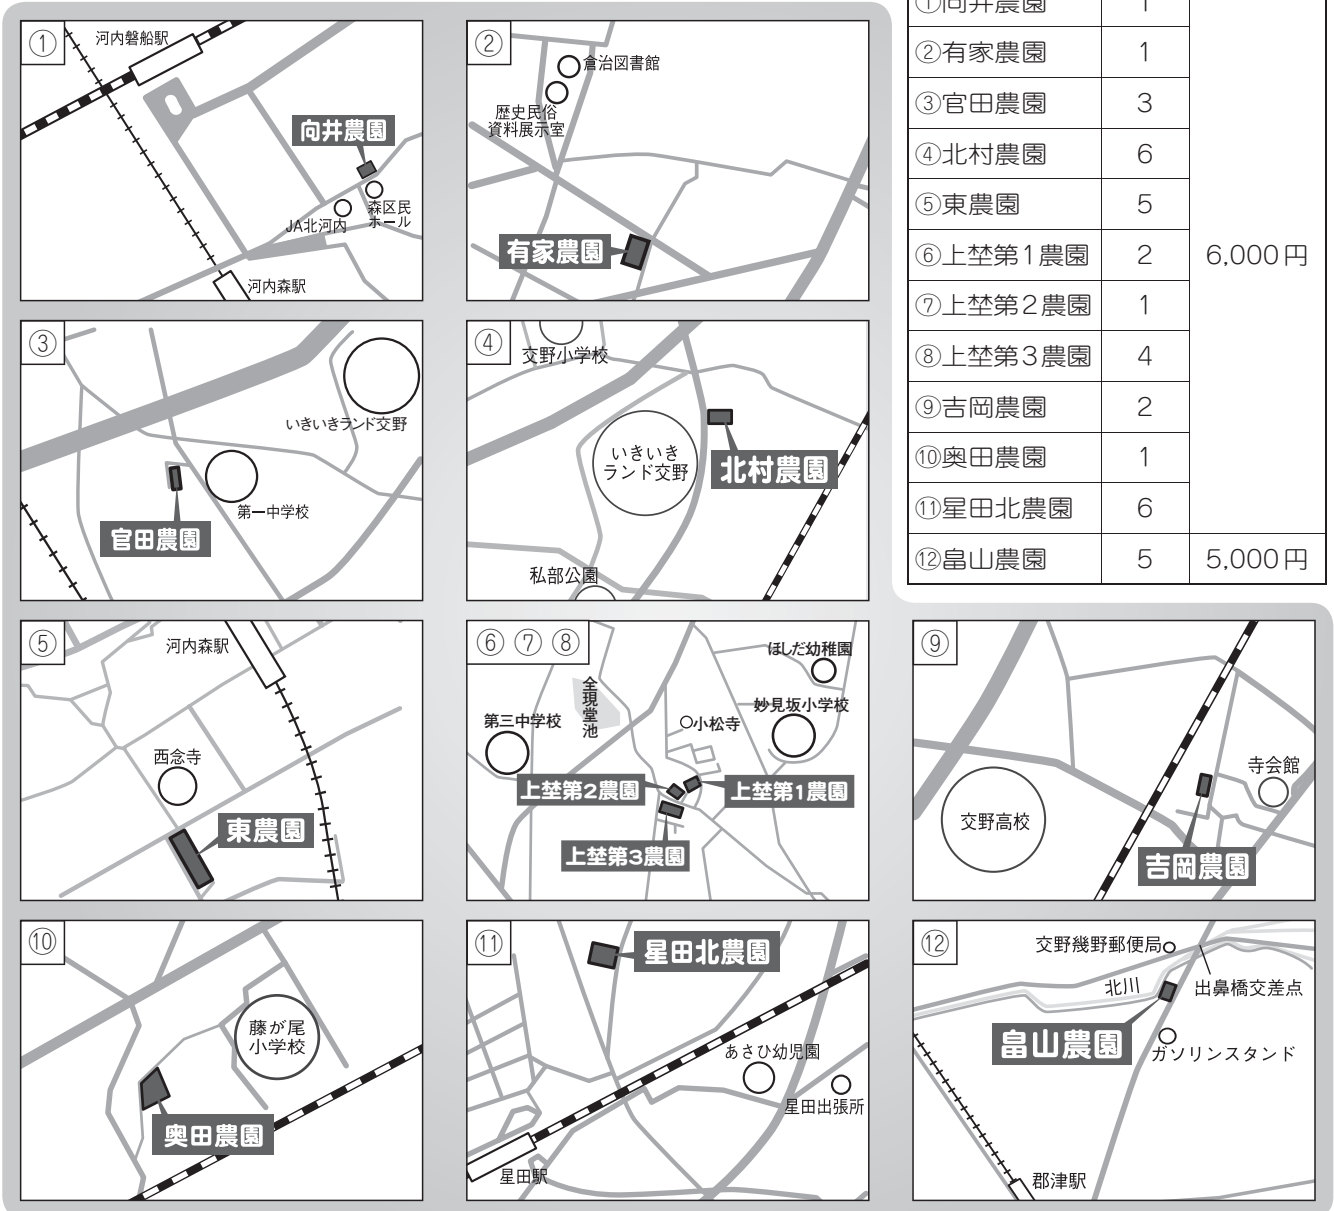 ①
河内磐船駅
向井農園
森区民
ホール
JA北河内
河内森駅
②
倉治図書館
歴史民俗
資料展示室
有家農園
①向井農園 1
②有家農園 1
③官田農園 3
④北村農園 6
⑤東農園 5
⑥上埜第1農園 2 6,000円
⑦上埜第2農園 1
⑧上埜第3農園 4
⑨吉岡農園 2
⑩奥田農園 1
⑪星田北農園 6
⑫畠山農園 5 5,000円
③
いきいきランド交野
第一中学校
官田農園
④
交野小学校
いきいき
ランド交野
北村農園
私部公園
⑤
河内森駅
西念寺
東農園
⑥ ⑦ ⑧
ほしだ幼稚園
全現堂池
第三中学校
妙見坂小学校
小松寺
上埜第2農園
上埜第1農園
上埜第3農園
⑨
寺会館
交野高校
吉岡農園
⑩
藤が尾
小学校
奥田農園
⑪
星田北農園
あさひ幼児園
星田出張所
星田駅
⑫
交野幾野郵便局
北川
出鼻橋交差点
畠山農園
ガソリンスタンド
郡津駅